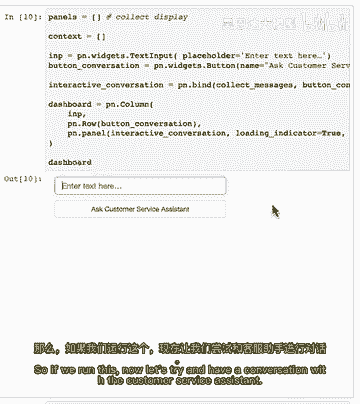 In [10]: panels = [] # collect display
context = []
inp = pn.widgets.TextInput( placeholder='Enter text here…')
button_conversation = pn.widgets.Button(name="Ask Customer Serv
interactive_conversation = pn.bind(collect_messages, button_con
dashboard = pn.Column(
inp,
pn.Row(button_conversation),
pn.panel(interactive_conversation, loading_indicator=True,
)
dashboard
Out[10]:
Enter text here…
Ask Customer Service Assistant
那么，如果我们运行这个，现在让我们尝试和客服助手进行对话
So if we run this, now let's try and have a conversation wit
h the customer service assistant.